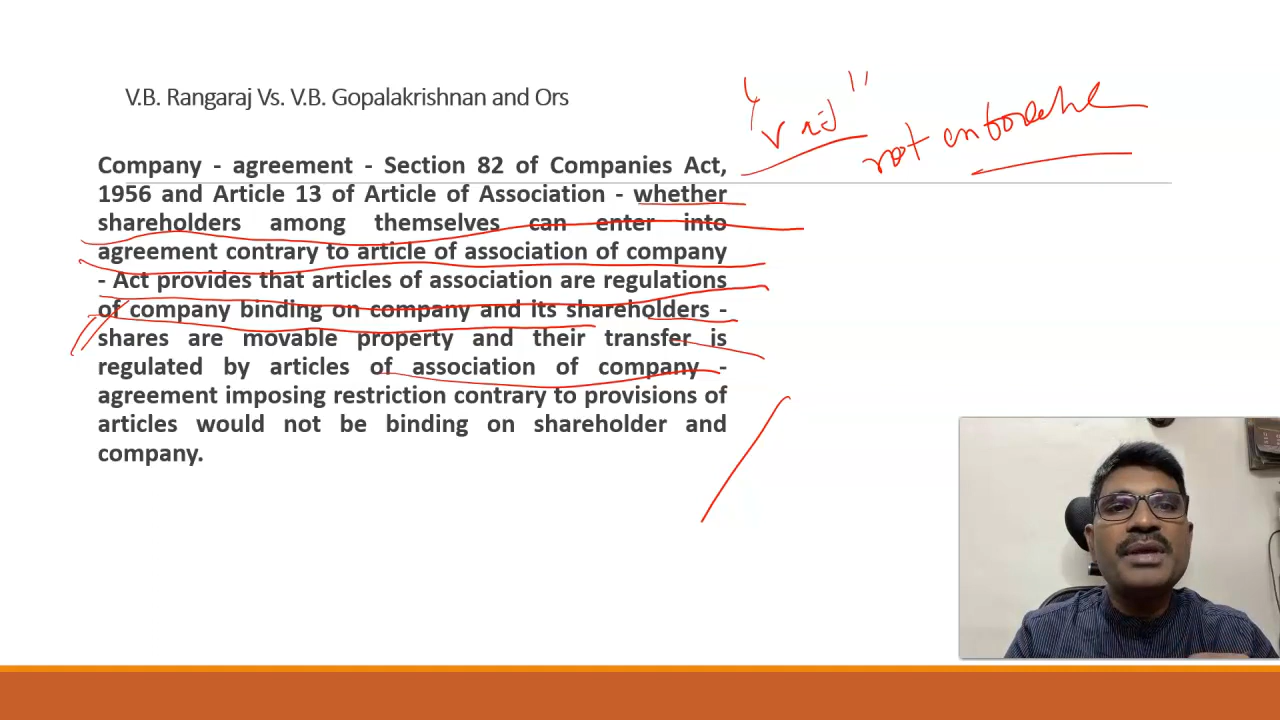 V.B. Rangaraj Vs. V.B. Gopalakrishnan and Ors
"Void"
not enforceable
Company - agreement - Section 82 of Companies Act,
1956 and Article 13 of Article of Association - whether
shareholders among themselves can enter into
agreement contrary to article of association of company
- Act provides that articles of association are regulations
of company binding on company and its shareholders -
shares are movable property and their transfer is
regulated by articles of association of company -
agreement imposing restriction contrary to provisions of
articles would not be binding on shareholder and
company.